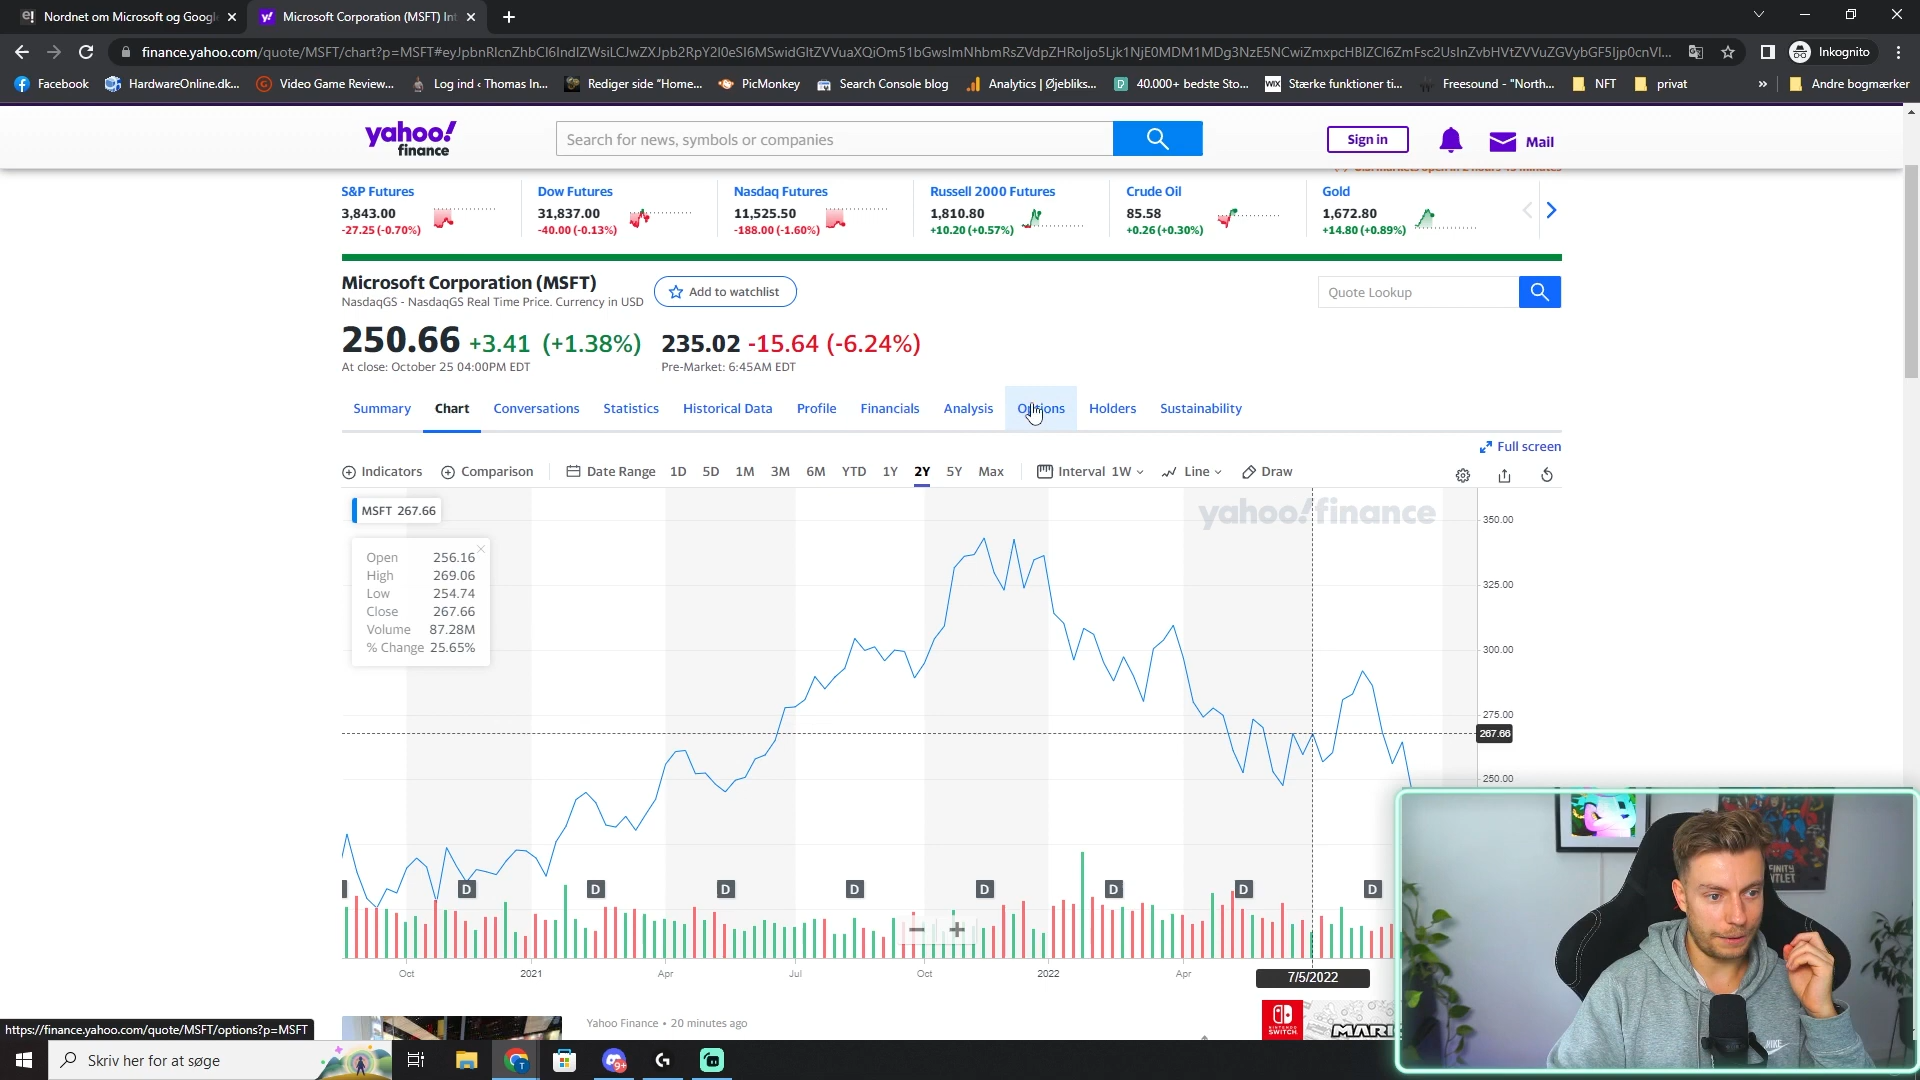 Nordnet om Microsoft og Google
Microsoft Corporation (MSFT) Int
finance.yahoo.com/quote/MSFT/chart?p=MSFT#
Inkognito
Facebook
HardwareOnline.dk...
Video Game Review...
Log ind ‹ Thomas In...
Rediger side "Home...
PicMonkey
Search Console blog
Analytics | Øjebliks...
40.000+ bedste Sto...
WIX
Stærke funktioner ti...
Freesound - "North...
NFT
privat
»
Andre bogmærker
yahoo!
finance
Search for news, symbols or companies
Sign in
Mail
S&P Futures
3,843.00
-27.25 (-0.70%)
Dow Futures
31,837.00
-40.00 (-0.13%)
Nasdaq Futures
11,525.50
-188.00 (-1.60%)
Russell 2000 Futures
1,810.80
+10.20 (+0.57%)
Crude Oil
85.58
+0.26 (+0.30%)
Gold
1,672.80
+14.80 (+0.89%)
Microsoft Corporation (MSFT)
NasdaqGS - NasdaqGS Real Time Price. Currency in USD
Add to watchlist
Quote Lookup
250.66 +3.41 (+1.38%)
At close: October 25 04:00PM EDT
235.02 -15.64 (-6.24%)
Pre-Market: 6:45AM EDT
Summary
Chart
Conversations
Statistics
Historical Data
Profile
Financials
Analysis
Options
Holders
Sustainability
Full screen
Indicators
Comparison
Date Range
1D
5D
1M
3M
6M
YTD
1Y
2Y
5Y
Max
Interval 1W
Line
Draw
MSFT 267.66
yahoo!finance
Open 256.16
High 269.06
Low 254.74
Close 267.66
Volume 87.28M
% Change 25.65%
350.00
325.00
300.00
275.00
267.66
250.00
D
D
D
D
D
D
D
D
Oct
2021
Apr
Jul
Oct
2022
Apr
7/5/2022
Yahoo Finance • 20 minutes ago
NINTENDO
SWITCH
https://finance.yahoo.com/quote/MSFT/options?p=MSFT
Skriv her for at søge
9+
NIKE